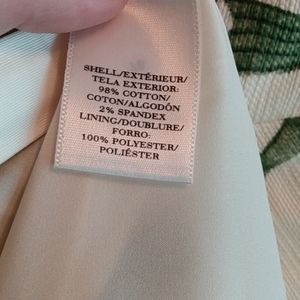 SHELL/EXTÉRIEUR/
TELA EXTERIOR:
98% COTTON/
COTON/ALGODÓN
2% SPANDEX
LINING/DOUBLURE/
FORRO:
100% POLYESTER/
POLIÉSTER